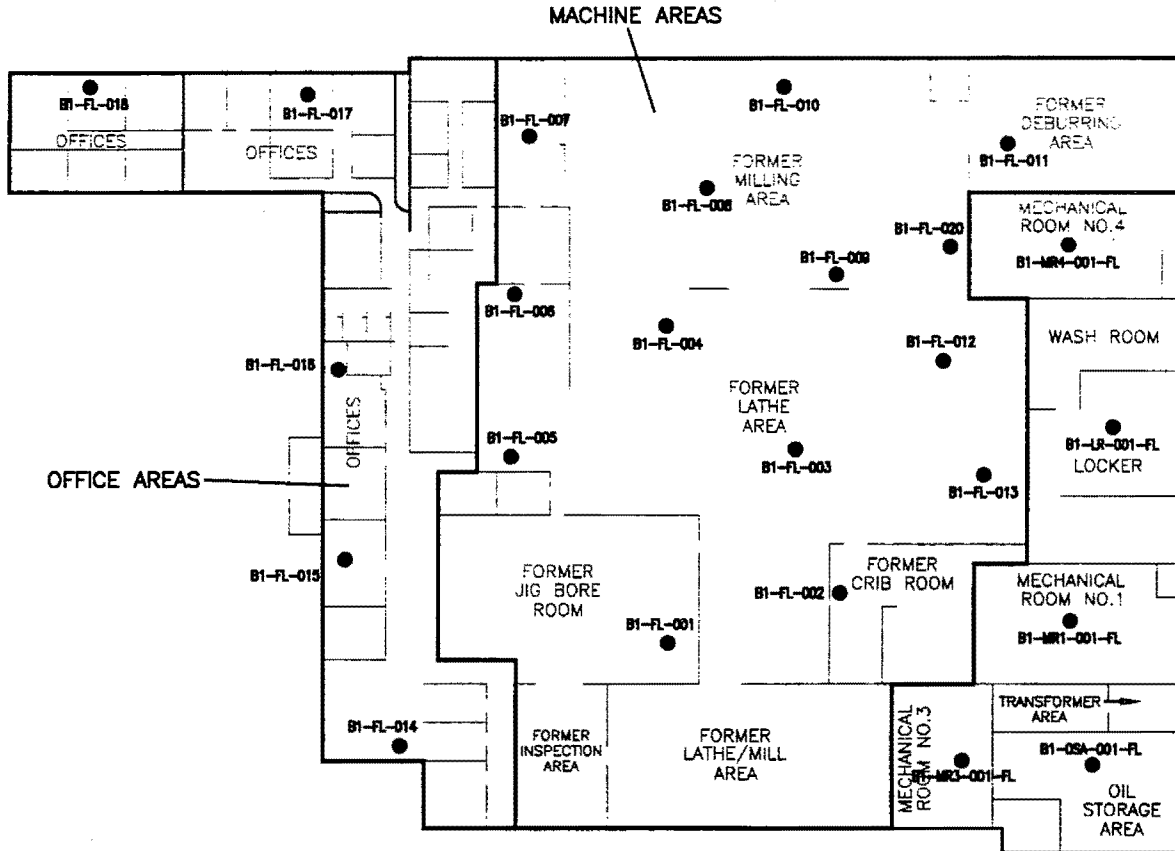 MACHINE AREAS
B1-FL-018
OFFICES
B1-FL-017
OFFICES
B1-FL-007
B1-FL-010
FORMER
DEBURRING
AREA
B1-FL-011
FORMER
MILLING
AREA
B1-FL-008
B1-FL-020
MECHANICAL
ROOM NO.4
B1-MR4-001-FL
B1-FL-009
B1-FL-006
B1-FL-004
B1-FL-012
WASH ROOM
B1-FL-016
OFFICES
FORMER
LATHE
AREA
B1-FL-005
B1-FL-003
B1-LR-001-FL
LOCKER
OFFICE AREAS
B1-FL-013
B1-FL-015
FORMER
JIG BORE
ROOM
FORMER
CRIB ROOM
B1-FL-002
MECHANICAL
ROOM NO.1
B1-MR1-001-FL
B1-FL-001
B1-FL-014
FORMER
INSPECTION
AREA
FORMER
LATHE/MILL
AREA
MECHANICAL
ROOM NO.3
B1-MR3-001-FL
TRANSFORMER
AREA
B1-OSA-001-FL
OIL
STORAGE
AREA